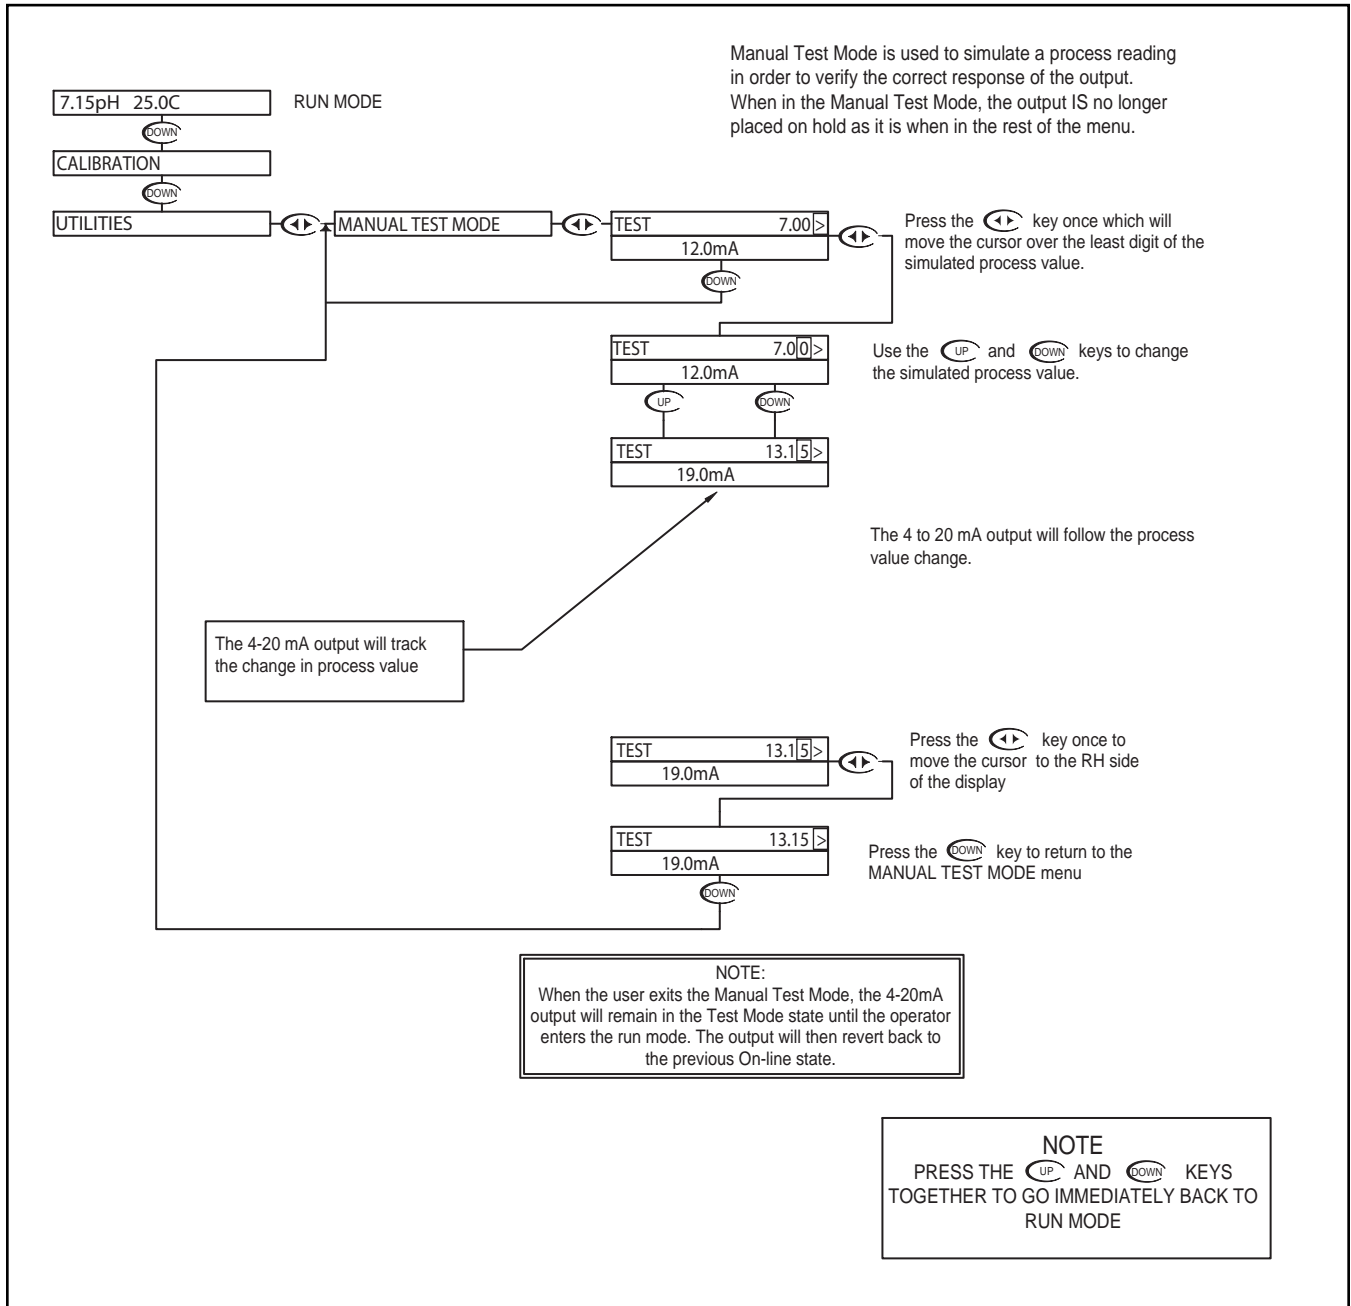 Manual Test Mode is used to simulate a process reading
in order to verify the correct response of the output.
When in the Manual Test Mode, the output IS no longer
placed on hold as it is when in the rest of the menu.
7.15pH 25.0C
RUN MODE
DOWN
CALIBRATION
DOWN
UTILITIES
MANUAL TEST MODE
TEST 7.00>
12.0mA
DOWN
Press the key once which will
move the cursor over the least digit of the
simulated process value.
TEST 7.00>
12.0mA
UP DOWN
Use the UP and DOWN keys to change
the simulated process value.
TEST 13.15>
19.0mA
The 4 to 20 mA output will follow the process
value change.
The 4-20 mA output will track
the change in process value
TEST 13.15>
19.0mA
Press the key once to
move the cursor to the RH side
of the display
TEST 13.15>
19.0mA
DOWN
Press the DOWN key to return to the
MANUAL TEST MODE menu
NOTE:
When the user exits the Manual Test Mode, the 4-20mA
output will remain in the Test Mode state until the operator
enters the run mode. The output will then revert back to
the previous On-line state.
NOTE
PRESS THE UP AND DOWN KEYS
TOGETHER TO GO IMMEDIATELY BACK TO
RUN MODE